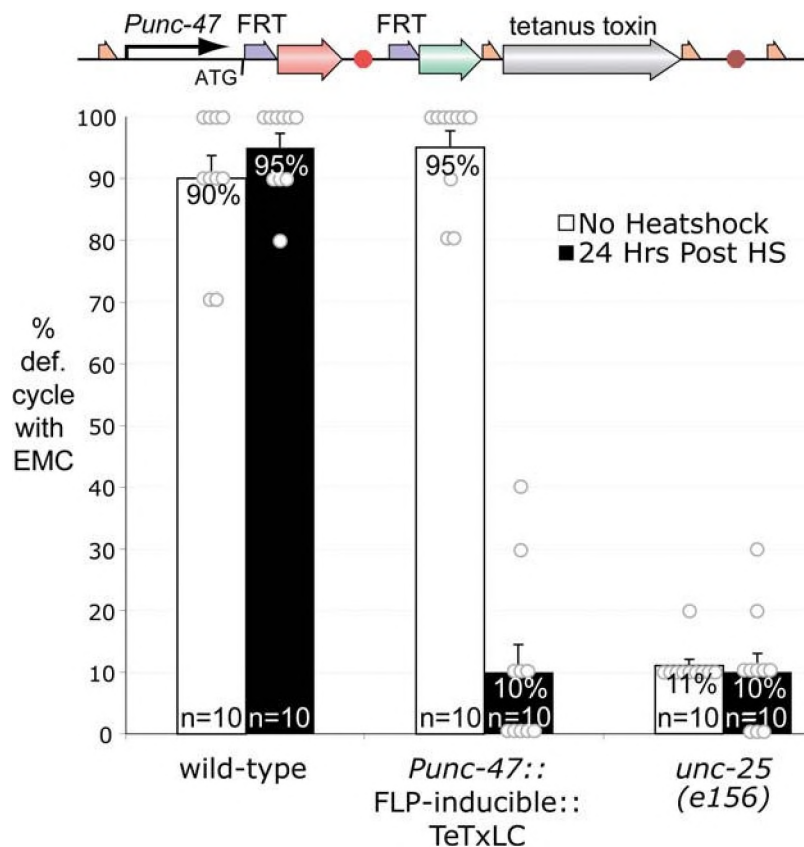 Punc-47 FRT FRT tetanus toxin
ATG
100
90
80
70
60
50
40
30
20
10
0
%
def.
cycle
with
EMC
No Heatshock
24 Hrs Post HS
90%
95%
95%
10%
11%
10%
n=10 n=10 n=10 n=10 n=10 n=10
wild-type
Punc-47::
FLP-inducible::
TeTxLC
unc-25
(e156)